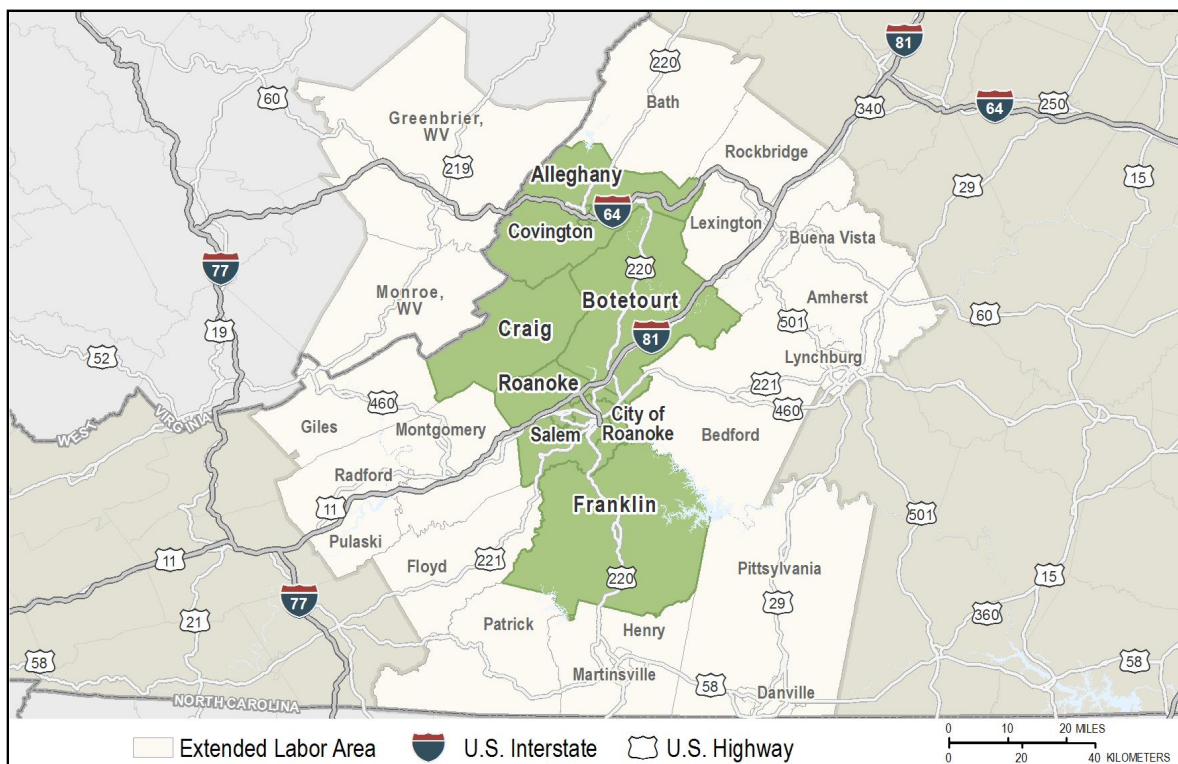 81
220
340
60
Bath
64
250
Greenbrier,
WV
Rockbridge
219
Alleghany
29
15
64
Lexington
Covington
Buena Vista
77
220
Monroe,
WV
Botetourt
Amherst
Craig
501
60
19
81
Lynchburg
52
Roanoke
221
460
460
WEST
VIRGINIA
Giles
Montgomery
Salem
City of
Roanoke
Bedford
Radford
Franklin
11
501
Pulaski
11
Floyd
221
220
Pittsylvania
15
77
29
21
Patrick
Henry
360
58
Martinsville
58
58
NORTH CAROLINA
Danville
Extended Labor Area
U.S. Interstate
U.S. Highway
0 10 20 MILES
0 20 40 KILOMETERS